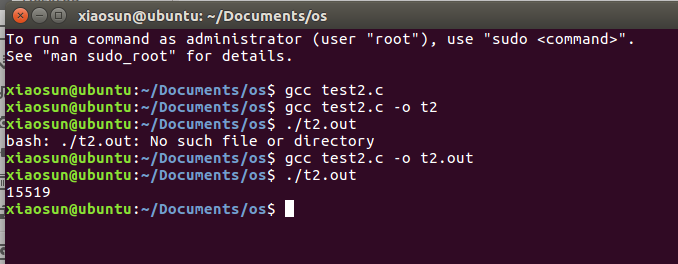 xiaosun@ubuntu: ~/Documents/os
To run a command as administrator (user "root"), use "sudo <command>".
See "man sudo_root" for details.
xiaosun@ubuntu:~/Documents/os$ gcc test2.c
xiaosun@ubuntu:~/Documents/os$ gcc test2.c -o t2
xiaosun@ubuntu:~/Documents/os$ ./t2.out
bash: ./t2.out: No such file or directory
xiaosun@ubuntu:~/Documents/os$ gcc test2.c -o t2.out
xiaosun@ubuntu:~/Documents/os$ ./t2.out
15519
xiaosun@ubuntu:~/Documents/os$